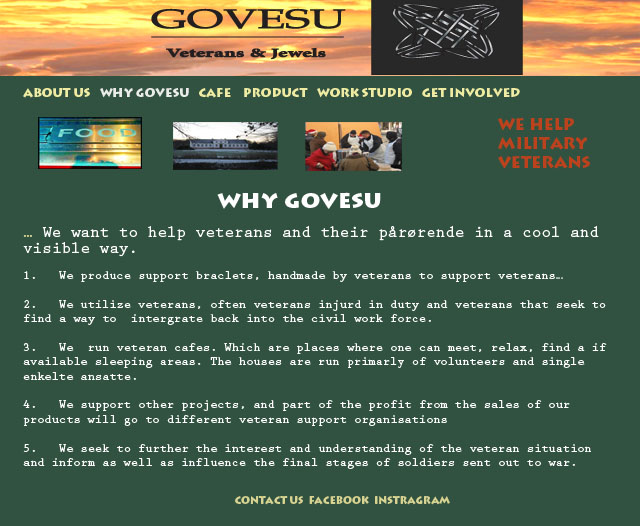 GOVESU
Veterans & Jewels
ABOUT US WHY GOVESU CAFE PRODUCT WORK STUDIO GET INVOLVED
FOOD
WE HELP
MILITARY
VETERANS
WHY GOVESU
… We want to help veterans and their pårørende in a cool and
visible way.
1. We produce support braclets, handmade by veterans to support veterans…
2. We utilize veterans, often veterans injurd in duty and veterans that seek to
find a way to intergrate back into the civil work force.
3. We run veteran cafes. Which are places where one can meet, relax, find a if
available sleeping areas. The houses are run primarly of volunteers and single
enkelte ansatte.
4. We support other projects, and part of the profit from the sales of our
products will go to different veteran support organisations
5. We seek to further the interest and understanding of the veteran situation
and inform as well as influence the final stages of soldiers sent out to war.
CONTACT US FACEBOOK INSTRAGRAM